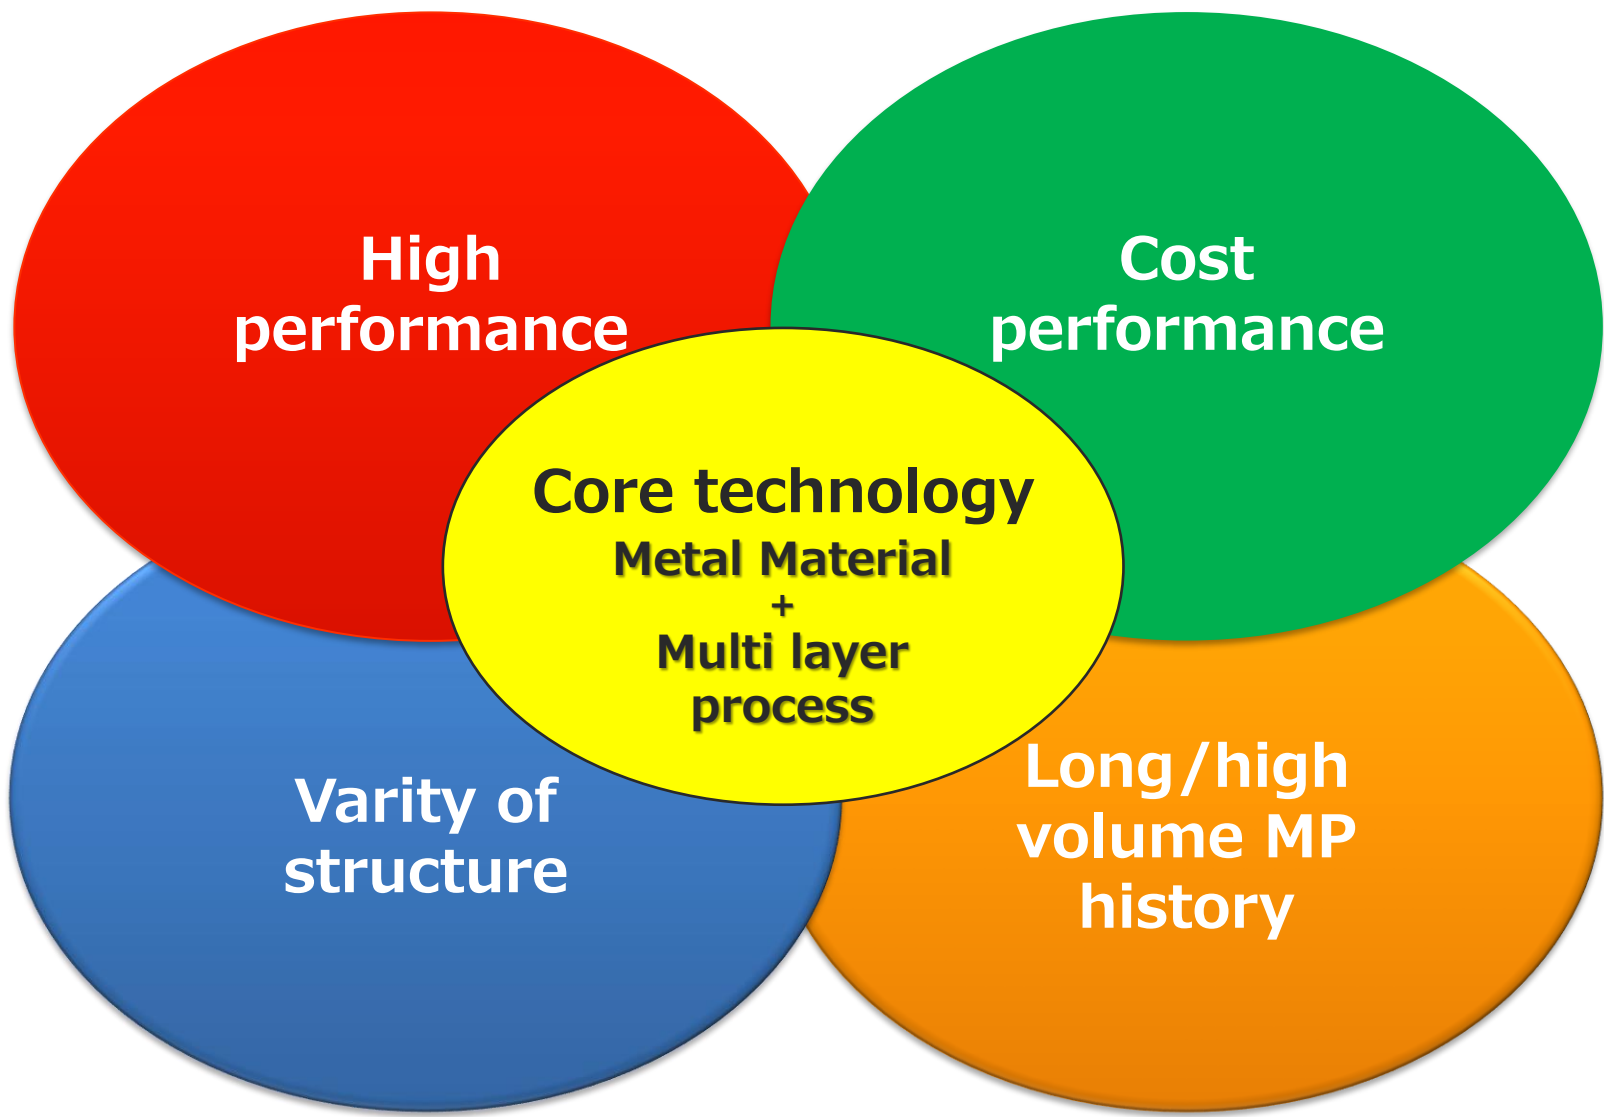 High
performance
Cost
performance
Core technology
Metal Material
+
Multi layer
process
Varity of
structure
Long/high
volume MP
history